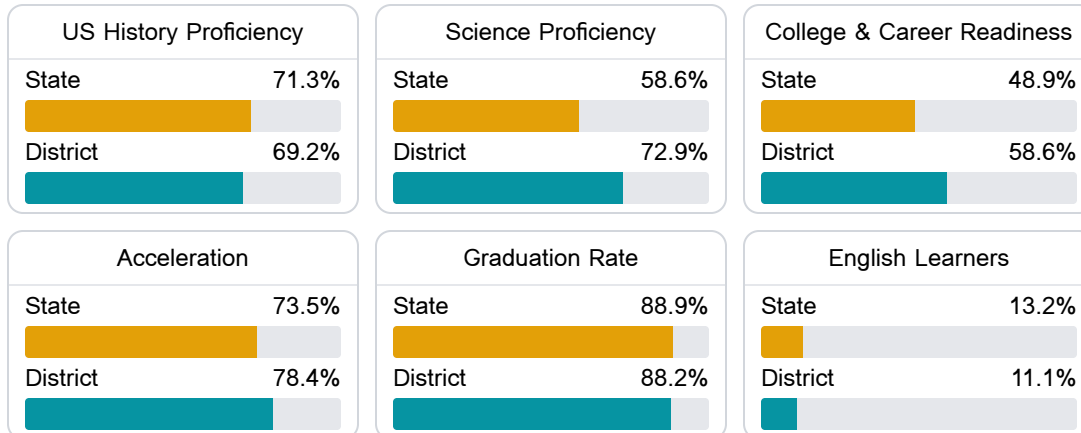 US History Proficiency
State 71.3%
District 69.2%
Science Proficiency
State 58.6%
District 72.9%
College & Career Readiness
State 48.9%
District 58.6%
Acceleration
State 73.5%
District 78.4%
Graduation Rate
State 88.9%
District 88.2%
English Learners
State 13.2%
District 11.1%